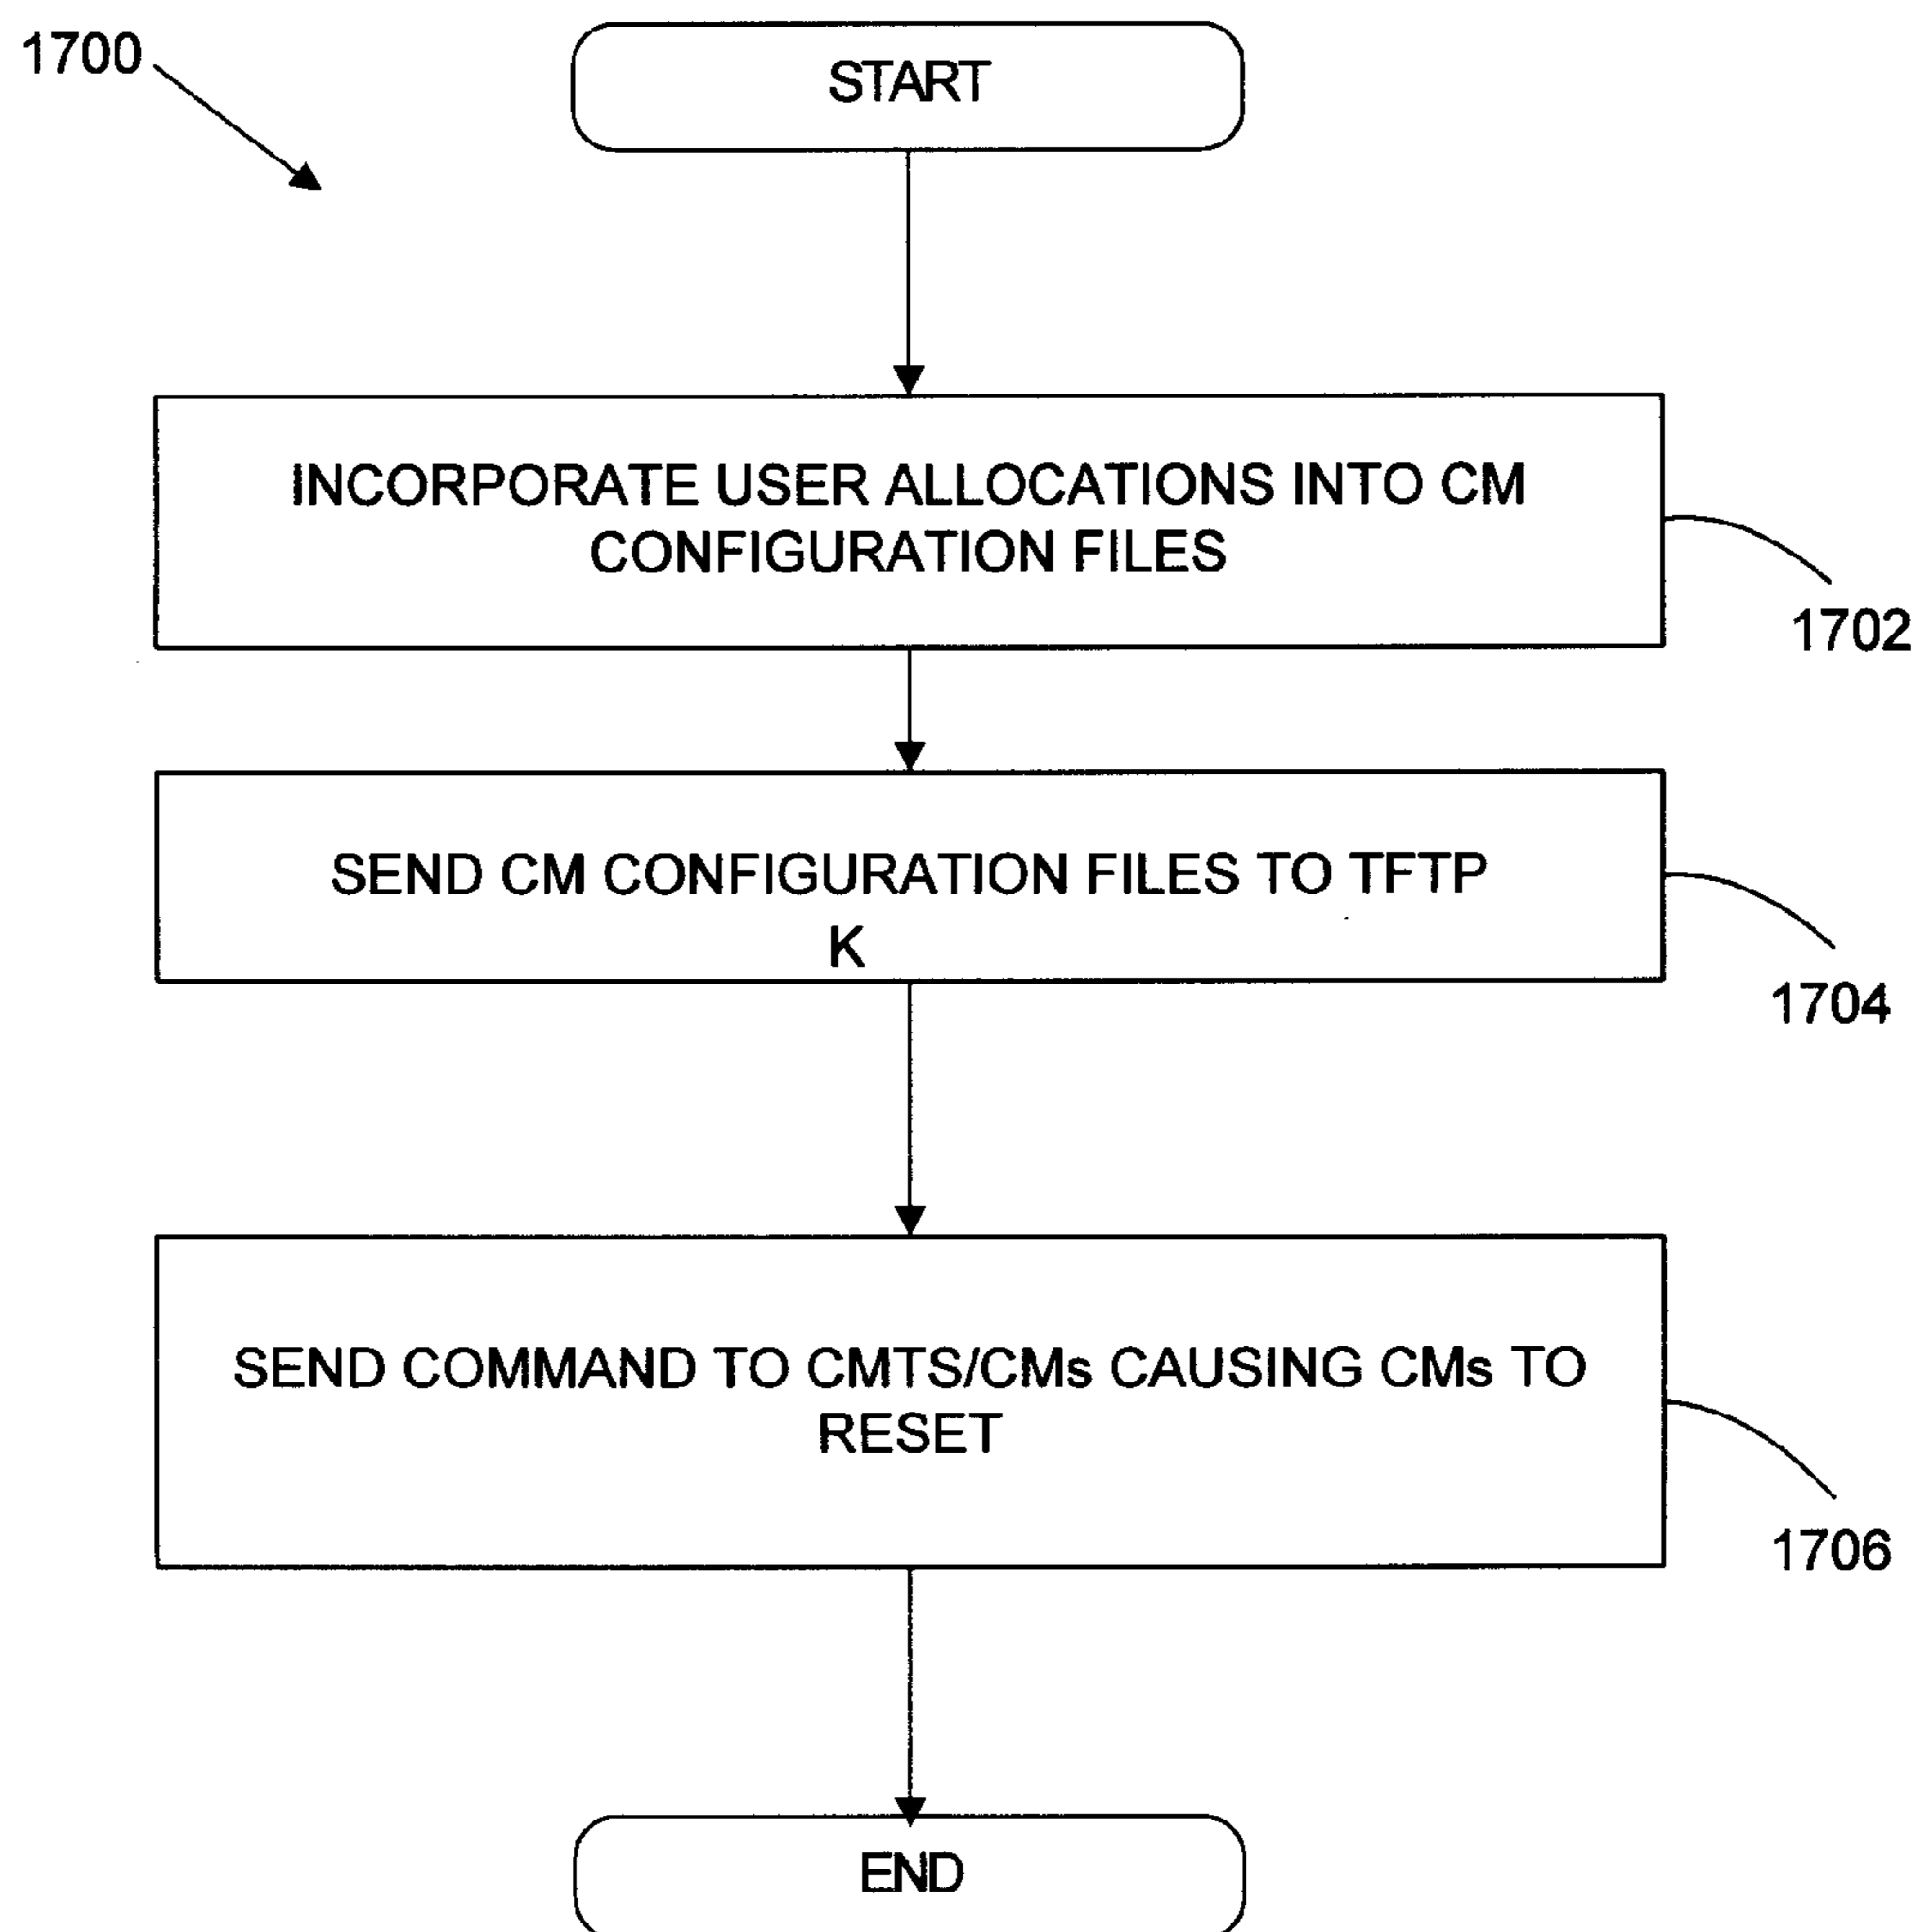 1700
START
INCORPORATE USER ALLOCATIONS INTO CM
CONFIGURATION FILES
1702
SEND CM CONFIGURATION FILES TO TFTP
K
1704
SEND COMMAND TO CMTS/CMs CAUSING CMs TO
RESET
1706
END